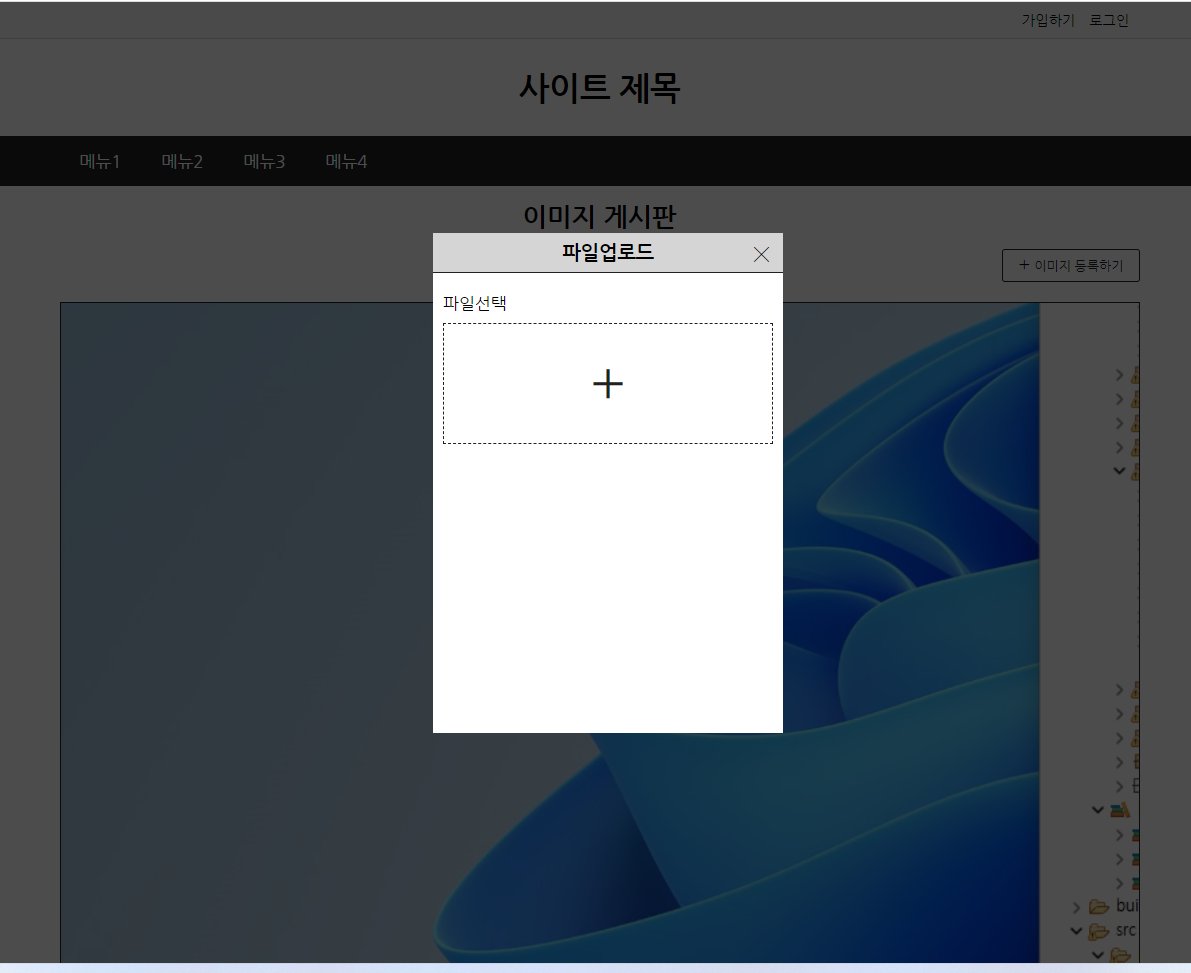 가입하기 로그인
사이트 제목
메뉴1 메뉴2 메뉴3 메뉴4
이미지 게시판
파일업로드
+ 이미지 등록하기
파일선택
bui
src